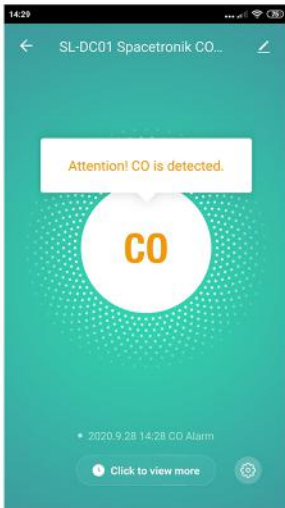 14:29
... 76
SL-DC01 Spacetronik CO...
Attention! CO is detected.
CO
2020.9.28 14:28 CO Alarm
Click to view more